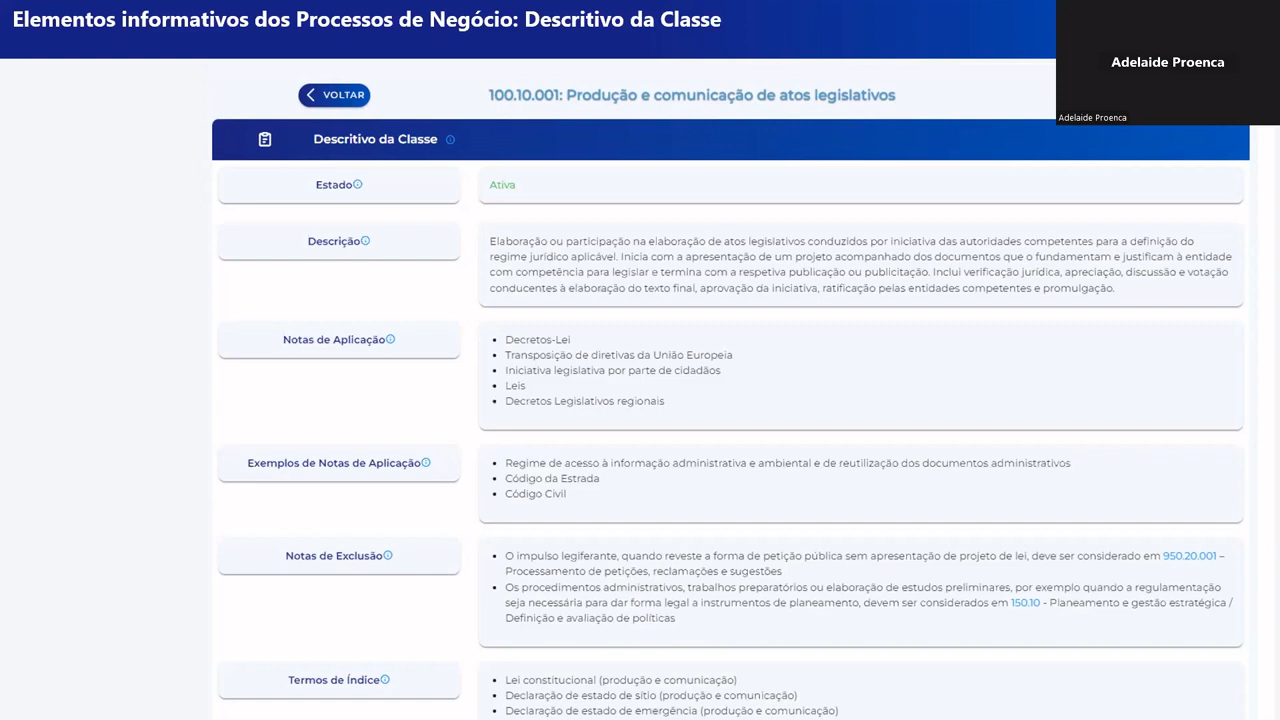 Elementos informativos dos Processos de Negócio: Descritivo da Classe
Adelaide Proenca
Adelaide Proenca
VOLTAR
100.10.001: Produção e comunicação de atos legislativos
Descritivo da Classe
Estado
Ativa
Descrição
Elaboração ou participação na elaboração de atos legislativos conduzidos por iniciativa das autoridades competentes para a definição do
regime jurídico aplicável. Inicia com a apresentação de um projeto acompanhado dos documentos que o fundamentam e justificam à entidade
com competência para legislar e termina com a respetiva publicação ou publicitação. Inclui verificação jurídica, apreciação, discussão e votação
conducentes à elaboração do texto final, aprovação da iniciativa, ratificação pelas entidades competentes e promulgação.
Notas de Aplicação
• Decretos-Lei
• Transposição de diretivas da União Europeia
• Iniciativa legislativa por parte de cidadãos
• Leis
• Decretos Legislativos regionais
Exemplos de Notas de Aplicação
• Regime de acesso à informação administrativa e ambiental e de reutilização dos documentos administrativos
• Código da Estrada
• Código Civil
Notas de Exclusão
• O impulso legiferante, quando reveste a forma de petição pública sem apresentação de projeto de lei, deve ser considerado em 950.20.001 –
Processamento de petições, reclamações e sugestões
• Os procedimentos administrativos, trabalhos preparatórios ou elaboração de estudos preliminares, por exemplo quando a regulamentação
seja necessária para dar forma legal a instrumentos de planeamento, devem ser considerados em 150.10 - Planeamento e gestão estratégica /
Definição e avaliação de políticas
Termos de Índice
• Lei constitucional (produção e comunicação)
• Declaração de estado de sítio (produção e comunicação)
• Declaração de estado de emergência (produção e comunicação)